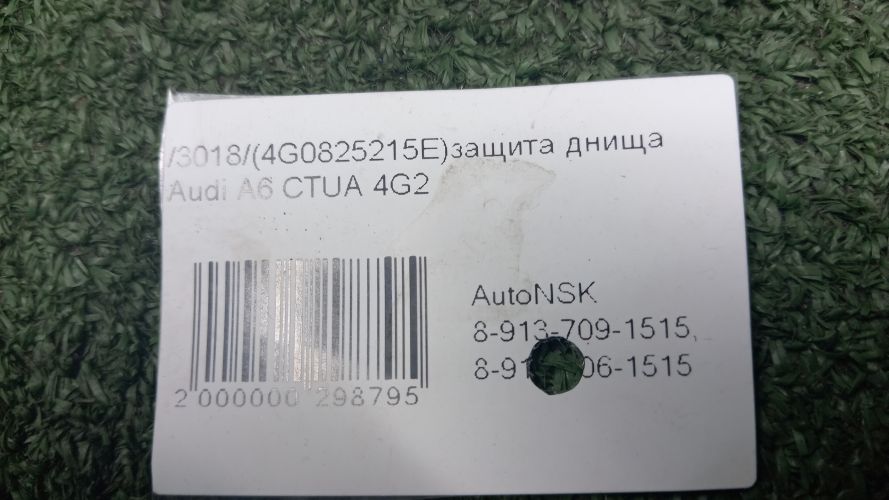 /3018/(4G0825215E)защита днища
Audi A6 CTUA 4G2
AutoNSK
8-913-709-1515,
2 000000 298795